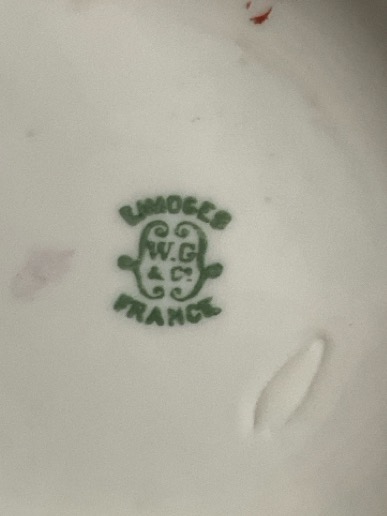 LIMOGES
W.G
& Co.
FRANCE